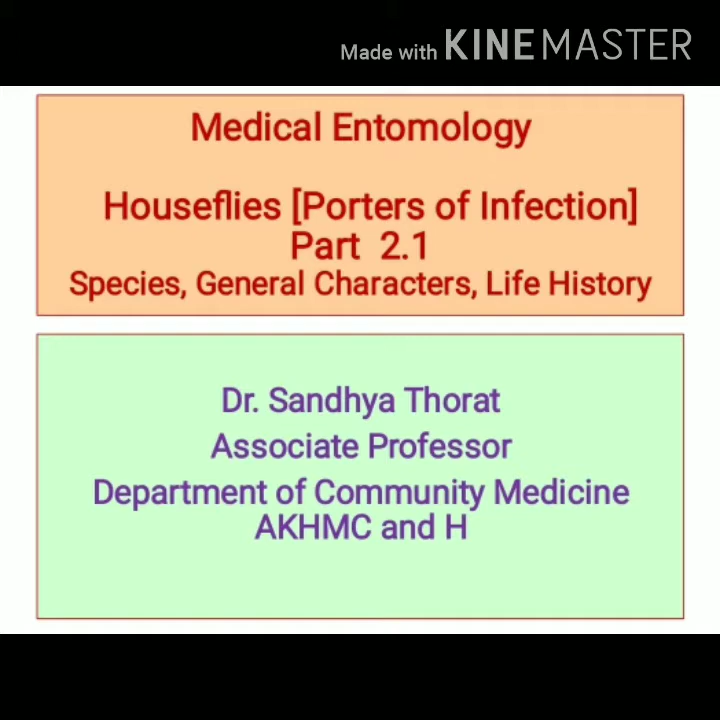 Made with KINEMASTER
Medical Entomology
Houseflies [Porters of Infection]
Part 2.1
Species, General Characters, Life History
Dr. Sandhya Thorat
Associate Professor
Department of Community Medicine
AKHMC and H